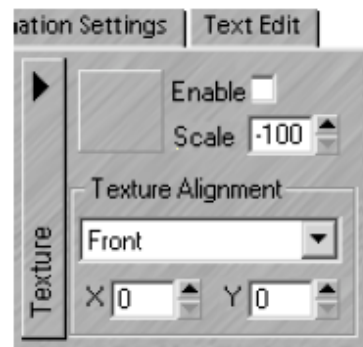 ation Settings Text Edit
Enable
Scale -100
Texture Alignment
Front
X 0 Y 0
Texture